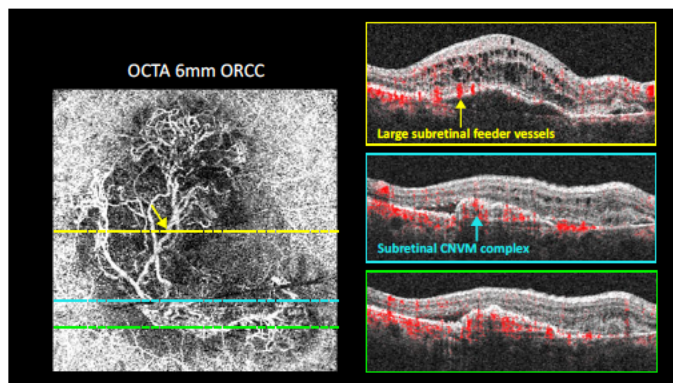 OCTA 6mm ORCC
Large subretinal feeder vessels
Subretinal CNVM complex